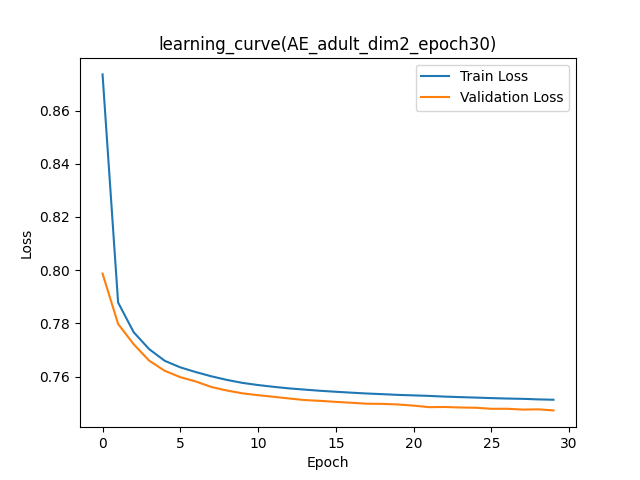 learning_curve(AE_adult_dim2_epoch30)
Train Loss
Validation Loss
0.86
0.84
0.82
0.80
0.78
0.76
Loss
0 5 10 15 20 25 30
Epoch